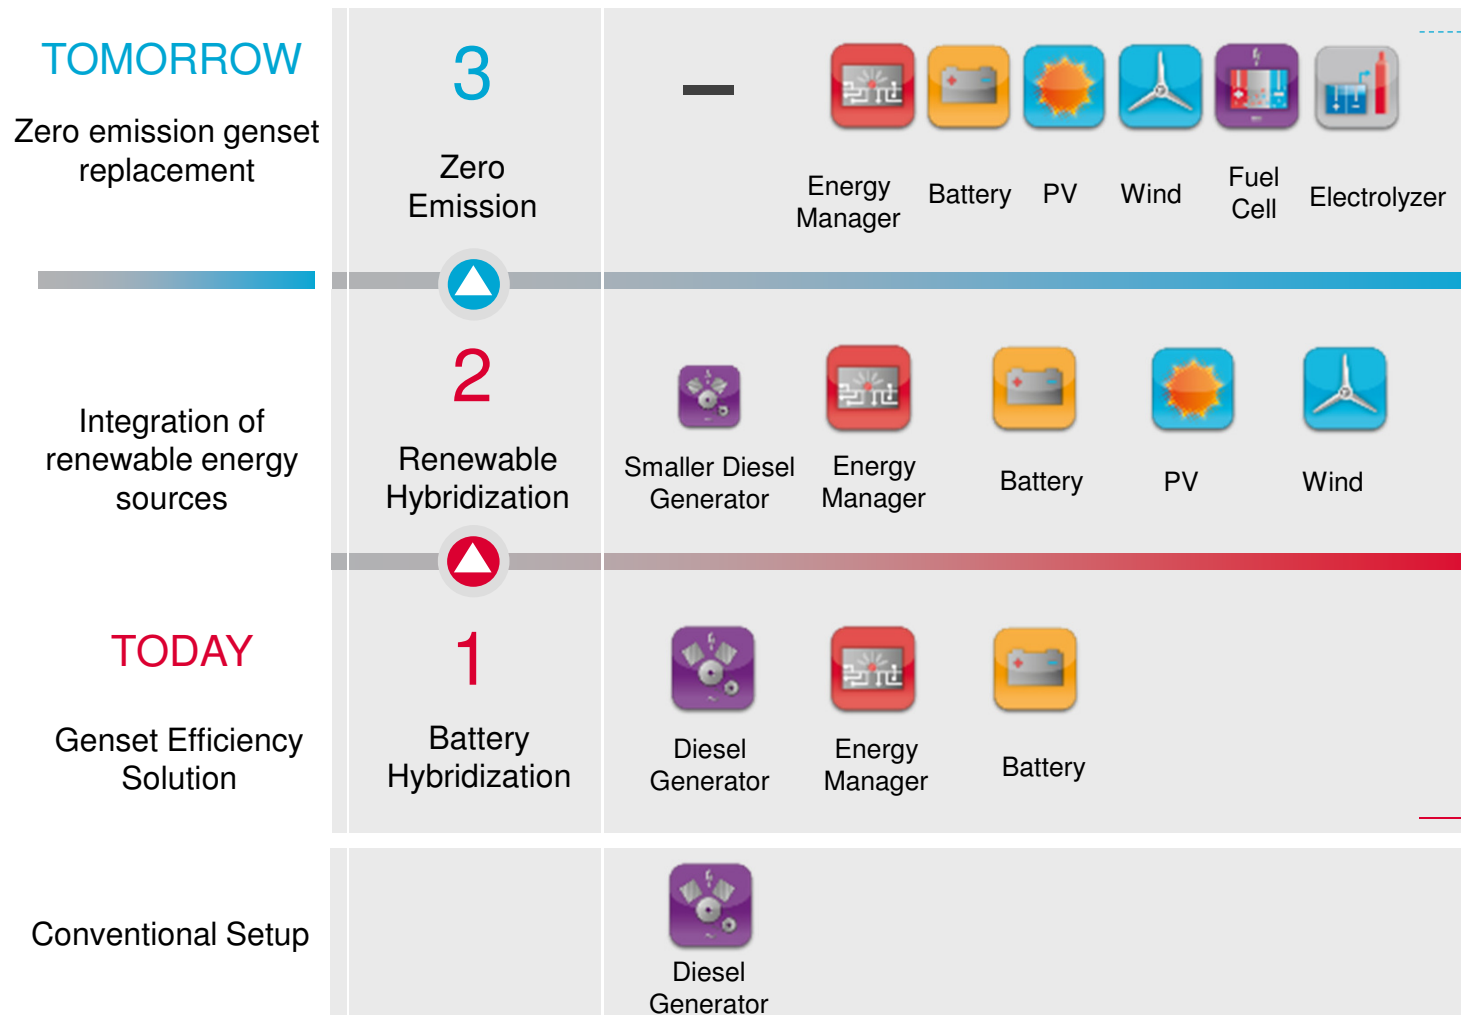 TOMORROW
Zero emission genset
replacement
3
Zero
Emission
Energy
Manager
Battery
PV
Wind
Fuel
Cell
Electrolyzer
Integration of
renewable energy
sources
2
Renewable
Hybridization
Smaller Diesel
Generator
Energy
Manager
Battery
PV
Wind
TODAY
Genset Efficiency
Solution
1
Battery
Hybridization
Diesel
Generator
Energy
Manager
Battery
Conventional Setup
Diesel
Generator